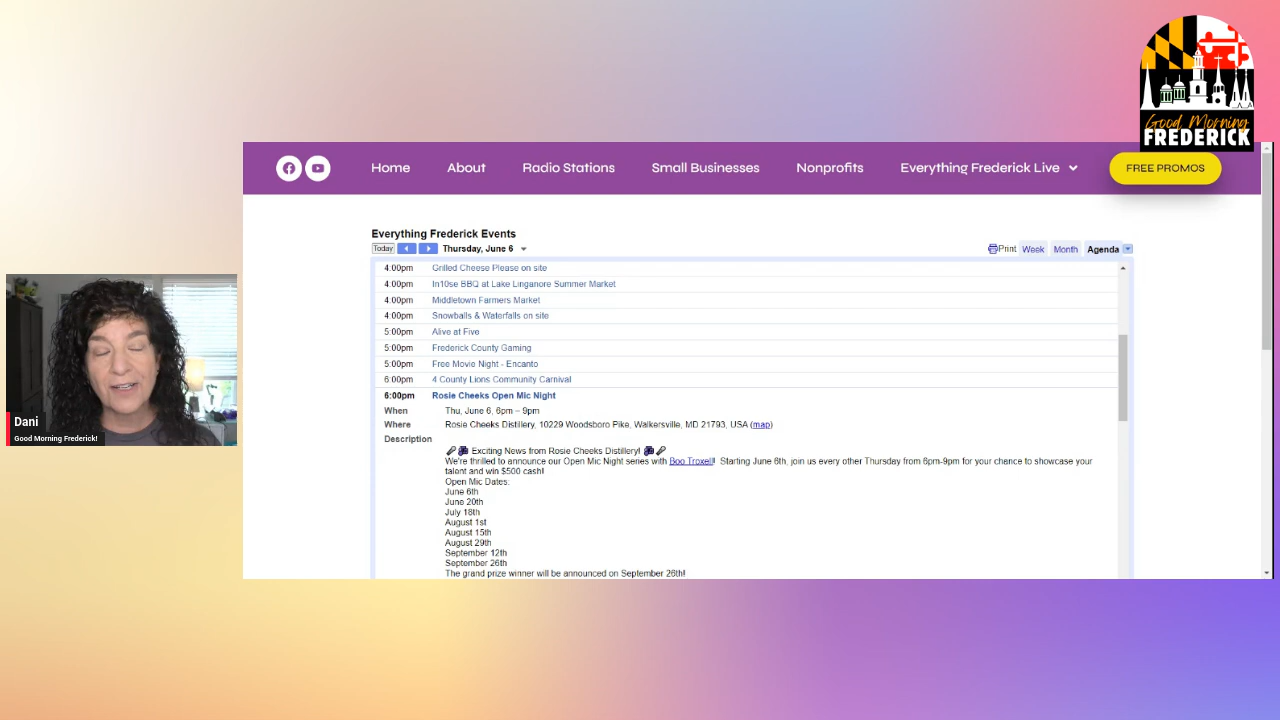 Good Morning
FREDERICK
Home About Radio Stations Small Businesses Nonprofits Everything Frederick Live FREE PROMOS
Everything Frederick Events
Today Thursday, June 6 Print Week Month Agenda
4:00pm Grilled Cheese Please on site
4:00pm In10se BBQ at Lake Linganore Summer Market
4:00pm Middletown Farmers Market
4:00pm Snowballs & Waterfalls on site
5:00pm Alive at Five
5:00pm Frederick County Gaming
5:00pm Free Movie Night - Encanto
6:00pm 4 County Lions Community Carnival
6:00pm Rosie Cheeks Open Mic Night
When Thu, June 6, 6pm – 9pm
Where Rosie Cheeks Distillery, 10229 Woodsboro Pike, Walkersville, MD 21793, USA (map)
Description
Exciting News from Rosie Cheeks Distillery!
We're thrilled to announce our Open Mic Night series with Boo Troxell! Starting June 6th, join us every other Thursday from 6pm-9pm for your chance to showcase your
talent and win $500 cash!
Open Mic Dates:
June 6th
June 20th
July 18th
August 1st
August 15th
August 29th
September 12th
September 26th
The grand prize winner will be announced on September 26th!
Dani
Good Morning Frederick!